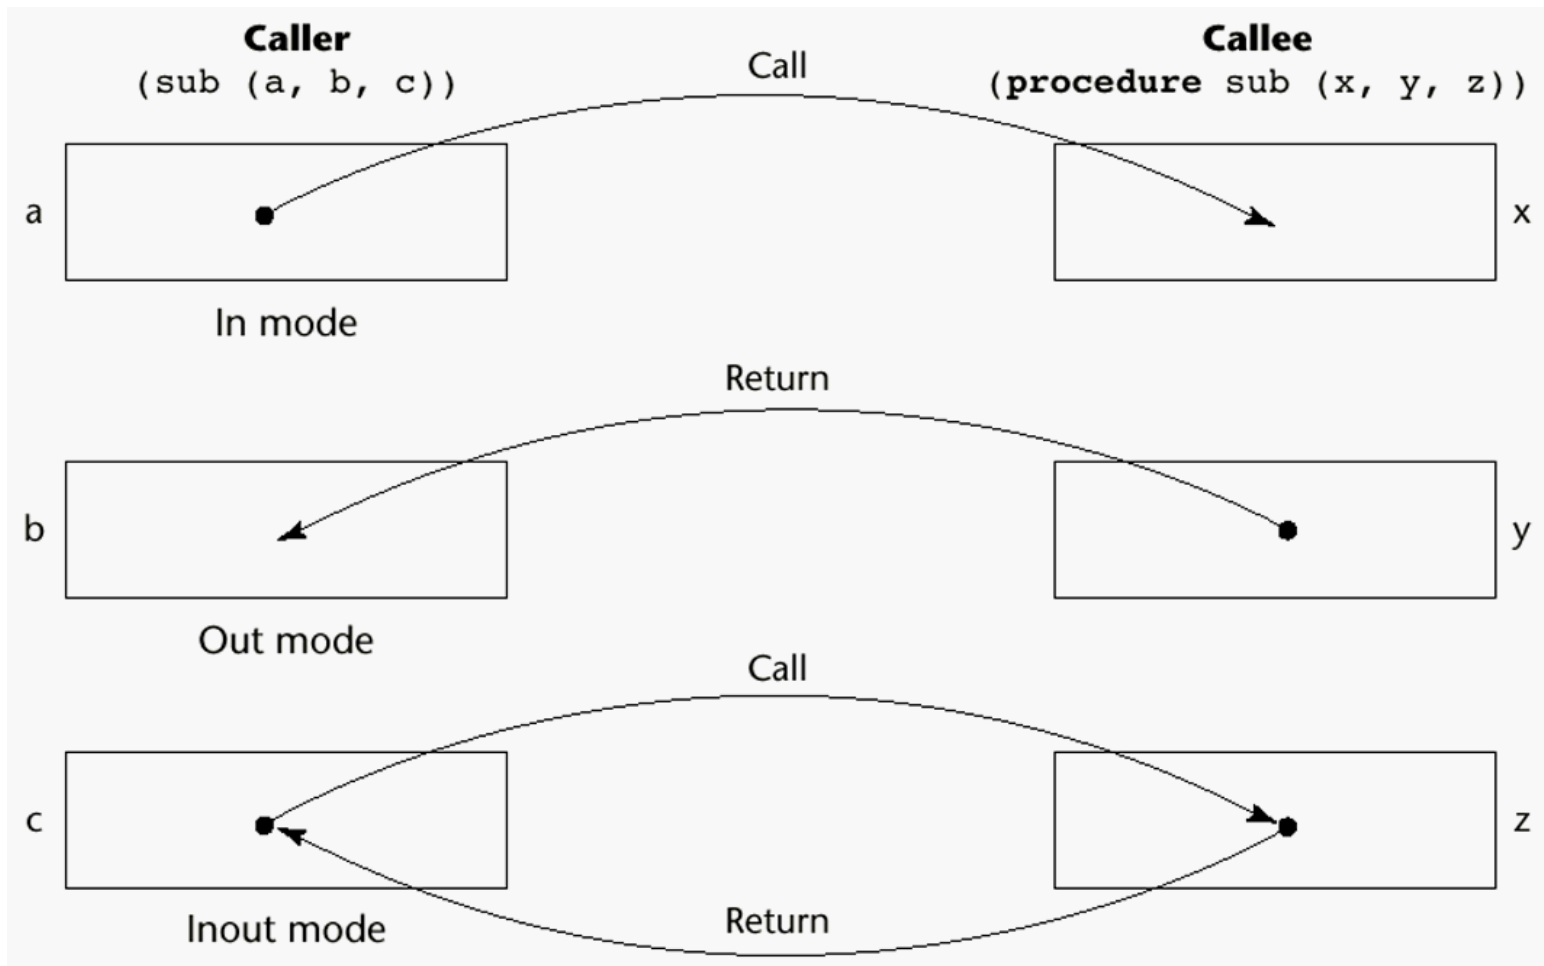 Caller
Callee
(sub (a, b, c))
Call
(procedure sub (x, y, z))
a
x
In mode
Return
b
y
Out mode
Call
c
z
Inout mode
Return